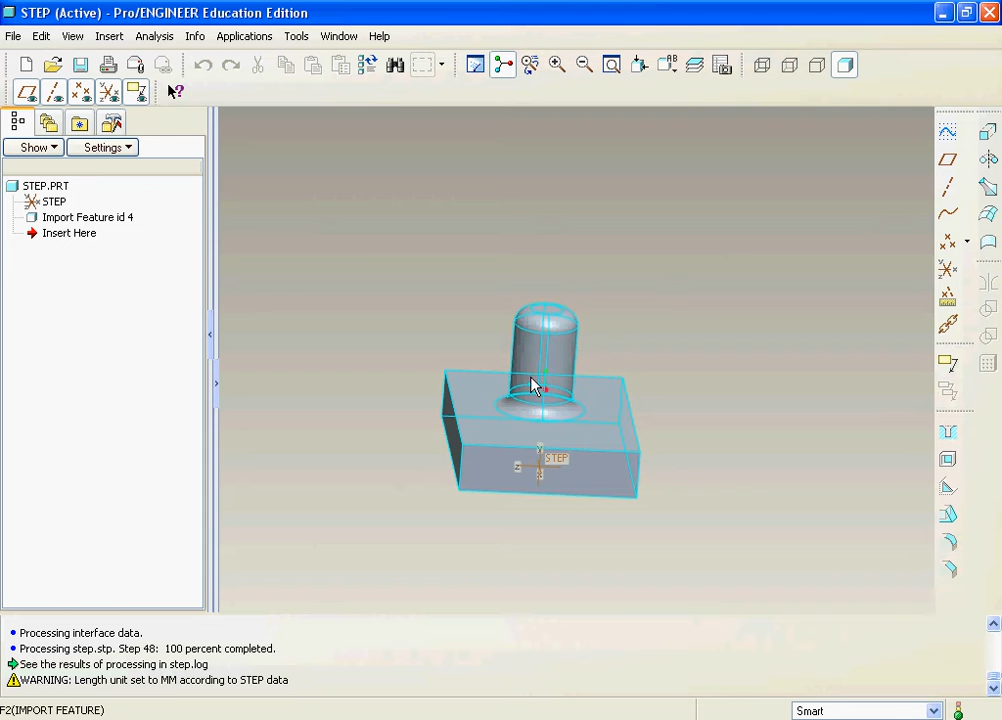 STEP (Active) - Pro/ENGINEER Education Edition
File Edit View Insert Analysis Info Applications Tools Window Help
Show Settings
STEP.PRT
STEP
Import Feature id 4
Insert Here
STEP
Processing interface data.
Processing step.stp. Step 48: 100 percent completed.
See the results of processing in step.log
WARNING: Length unit set to MM according to STEP data
F2(IMPORT FEATURE)
Smart